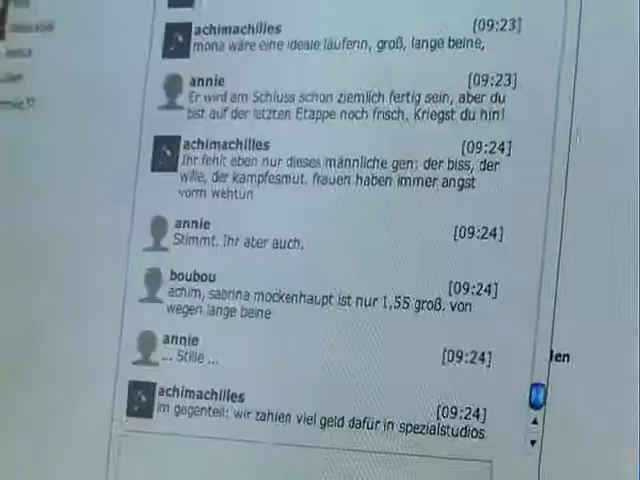 achimachilles [09:23]
mona wäre eine ideale läuferin, groß, lange beine,
annie [09:23]
Er wird am Schluss schon ziemlich fertig sein, aber du
bist auf der letzten Etappe noch frisch. Kriegst du hin!
achimachilles [09:24]
Ihr fehlt eben nur dieses männliche gen: der biss, der
wille, der kampfesmut. frauen haben immer angst
vorm wehtun
annie [09:24]
Stimmt. Ihr aber auch.
boubou [09:24]
achim, sabrina mockenhaupt ist nur 1,55 groß. von
wegen lange beine
annie [09:24]
... Stille ...
len
achimachilles [09:24]
im gegenteil: wir zahlen viel geld dafür in spezialstudios